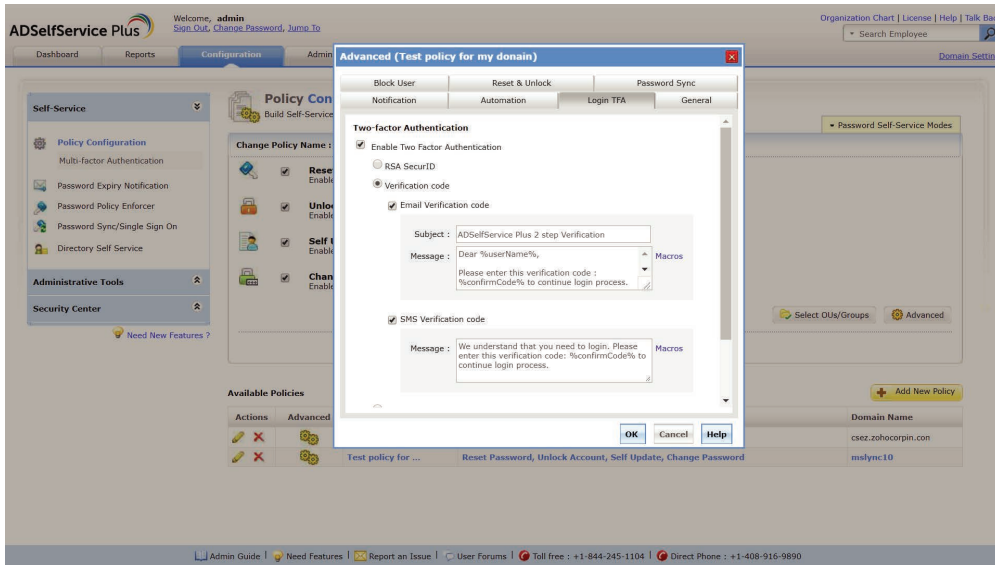 ADSelfService Plus
Welcome, admin
Sign Out, Change Password, Jump To
Organization Chart | License | Help | Talk Bac
Search Employee
Dashboard Reports Configuration Admin
Domain Settin
Self-Service
Policy Configuration
Multi-factor Authentication
Password Expiry Notification
Password Policy Enforcer
Password Sync/Single Sign On
Directory Self Service
Administrative Tools
Security Center
Need New Features ?
Policy Con
Build Self-Service
Password Self-Service Modes
Change Policy Name :
Rese
Enable
Unlo
Enable
Self U
Enable
Chan
Enable
Select OUs/Groups Advanced
Advanced (Test policy for my donain)
Block User Reset & Unlock Password Sync
Notification Automation Login TFA General
Two-factor Authentication
Enable Two Factor Authentication
RSA SecurID
Verification code
Email Verification code
Subject : ADSelfService Plus 2 step Verification
Message : Dear %userName%,
Macros
Please enter this verification code :
%confirmCode% to continue login process.
SMS Verification code
Message : We understand that you need to login. Please
Macros
enter this verification code: %confirmCode% to
continue login process.
OK Cancel Help
Available Policies
Add New Policy
Actions Advanced Domain Name
csez.zohocorpin.con
Test policy for ... Reset Password, Unlock Account, Self Update, Change Password mslync10
Admin Guide | Need Features | Report an Issue | User Forums | Toll free : +1-844-245-1104 | Direct Phone : +1-408-916-9890